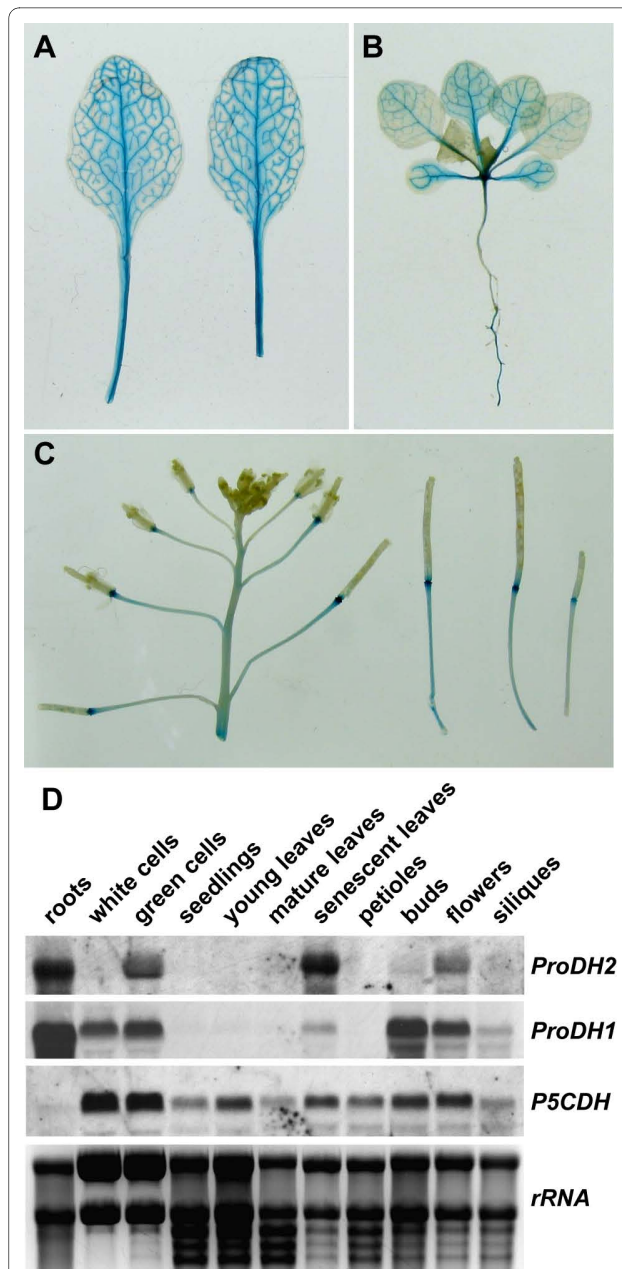 A
B
C
D
roots
white cells
green cells
seedlings
young leaves
mature leaves
senescent leaves
petioles
buds
flowers
siliques
ProDH2
ProDH1
P5CDH
rRNA